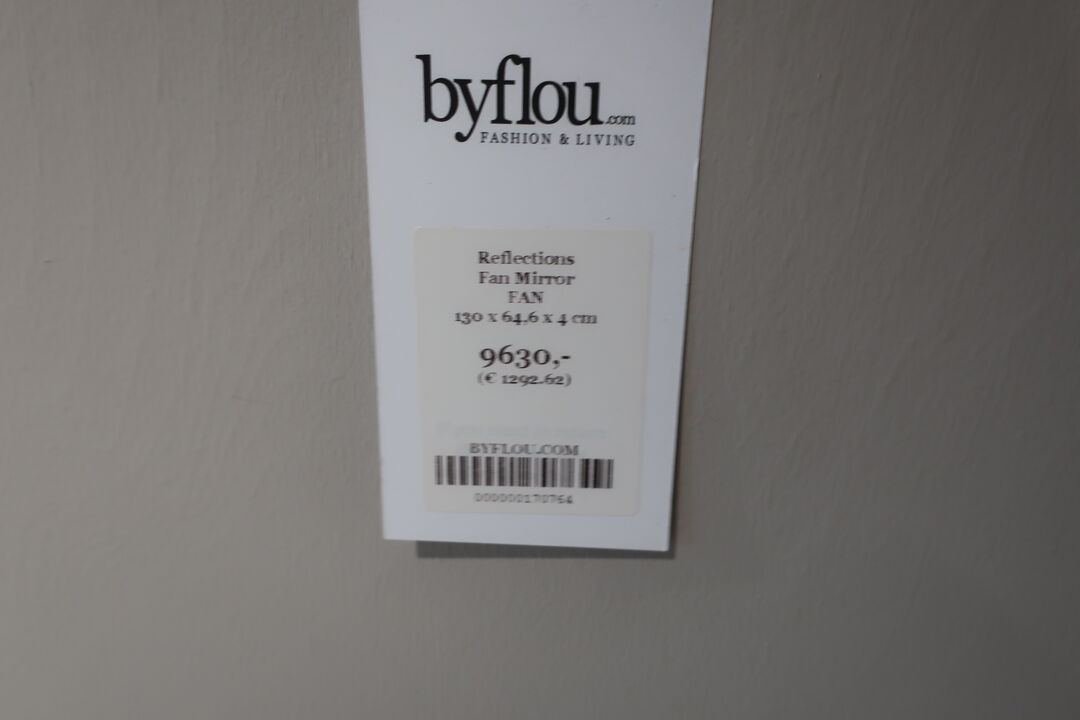 byflou.com
FASHION & LIVING
Reflections
Fan Mirror
FAN
130 x 64,6 x 4 cm
9630,-
(€ 1292.62)
BYFLOU.COM
000000170764